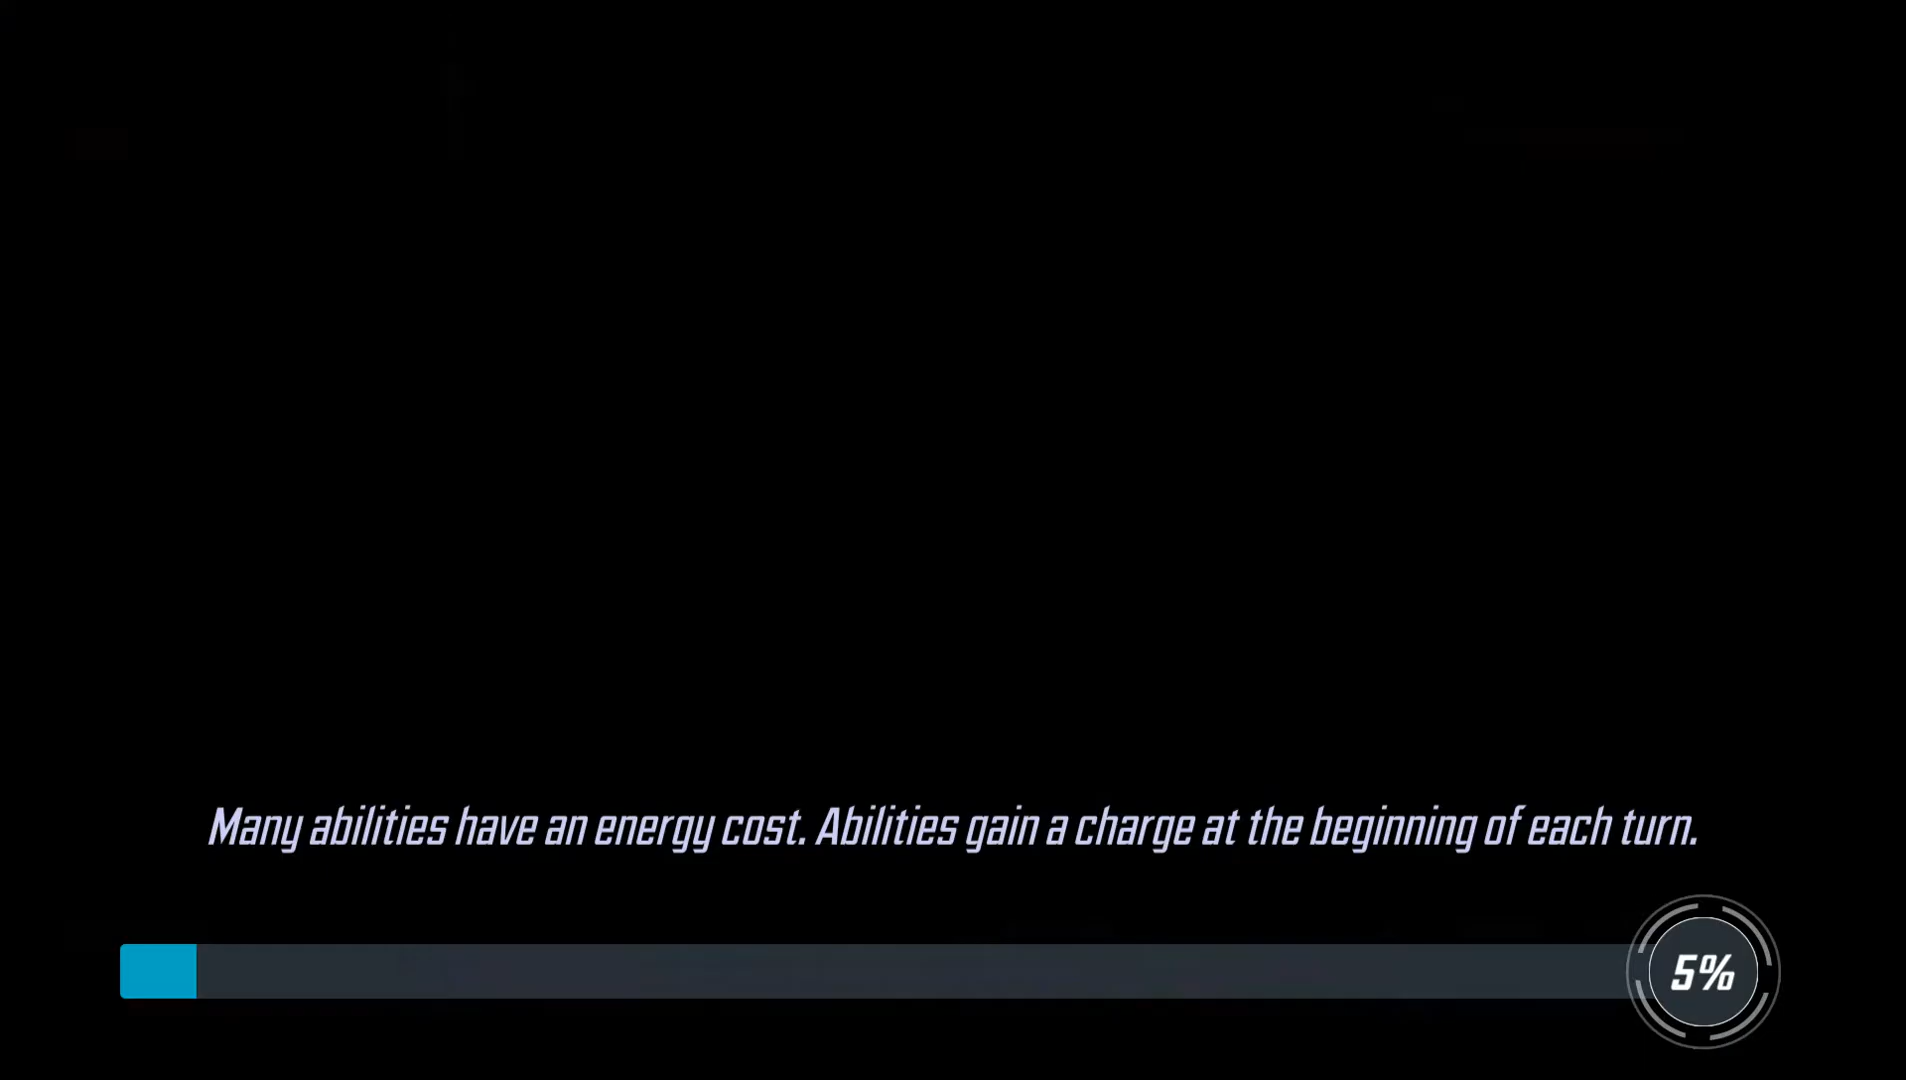 Many abilities have an energy cost. Abilities gain a charge at the beginning of each turn.
5%